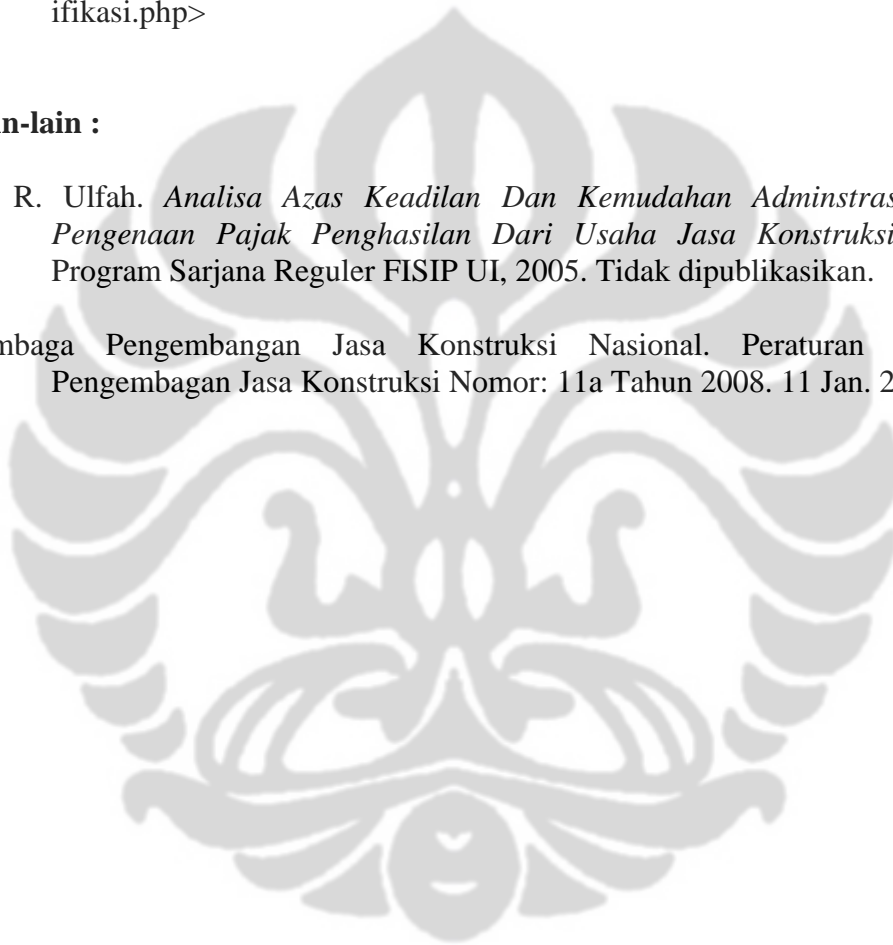 ifikasi.php>
n-lain :
R. Ulfah. Analisa Azas Keadilan Dan Kemudahan Adminstras
Pengenaan Pajak Penghasilan Dari Usaha Jasa Konstruksi
Program Sarjana Reguler FISIP UI, 2005. Tidak dipublikasikan.
mbaga Pengembangan Jasa Konstruksi Nasional. Peraturan
Pengembagan Jasa Konstruksi Nomor: 11a Tahun 2008. 11 Jan. 2